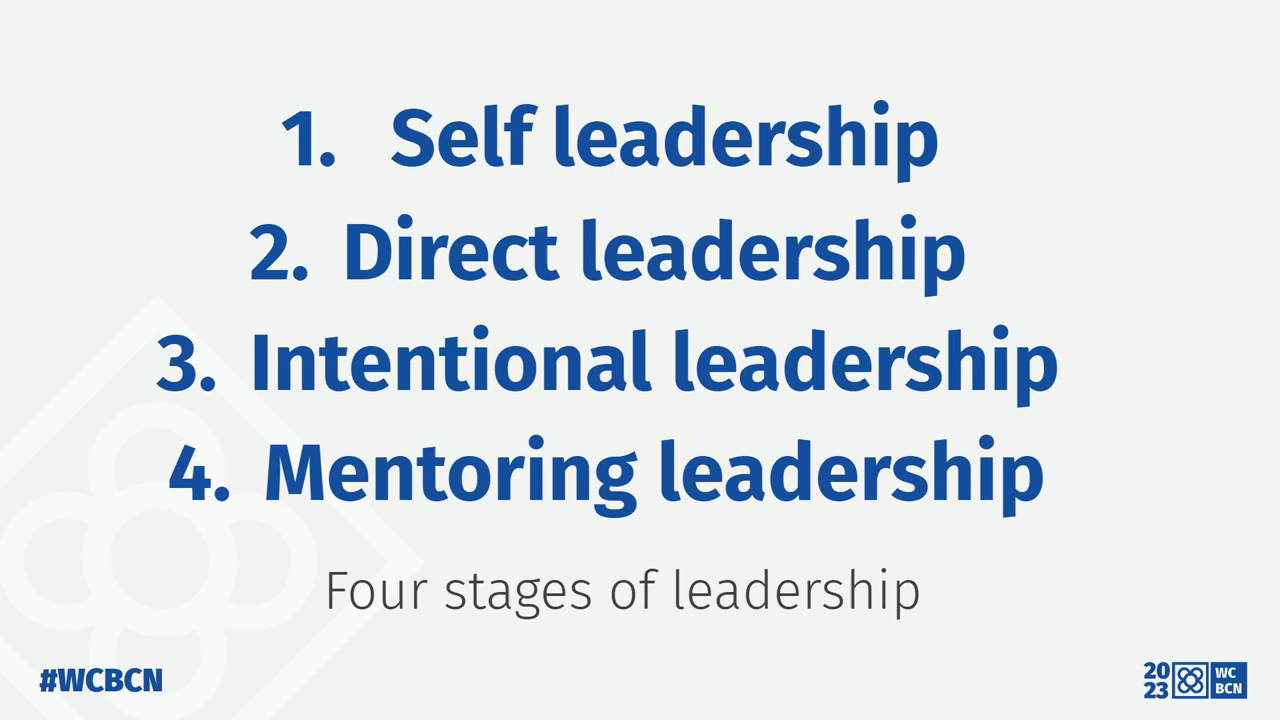 1. Self leadership
2. Direct leadership
3. Intentional leadership
4. Mentoring leadership
Four stages of leadership
#WCBCN
20
23
WC
BCN